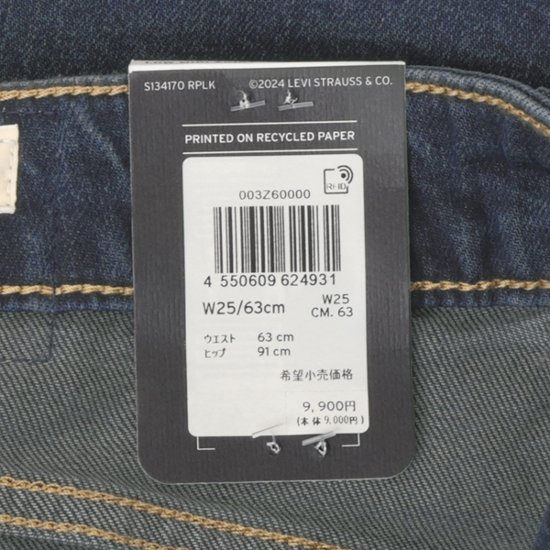 S134170 RPLK ©2024 LEVI STRAUSS & CO.
PRINTED ON RECYCLED PAPER
RFID
003Z60000
4 550609 624931
W25/63cm W25
CM. 63
ウエスト 63 cm
ヒップ 91 cm
希望小売価格
9,900円
(本体 9,000円)